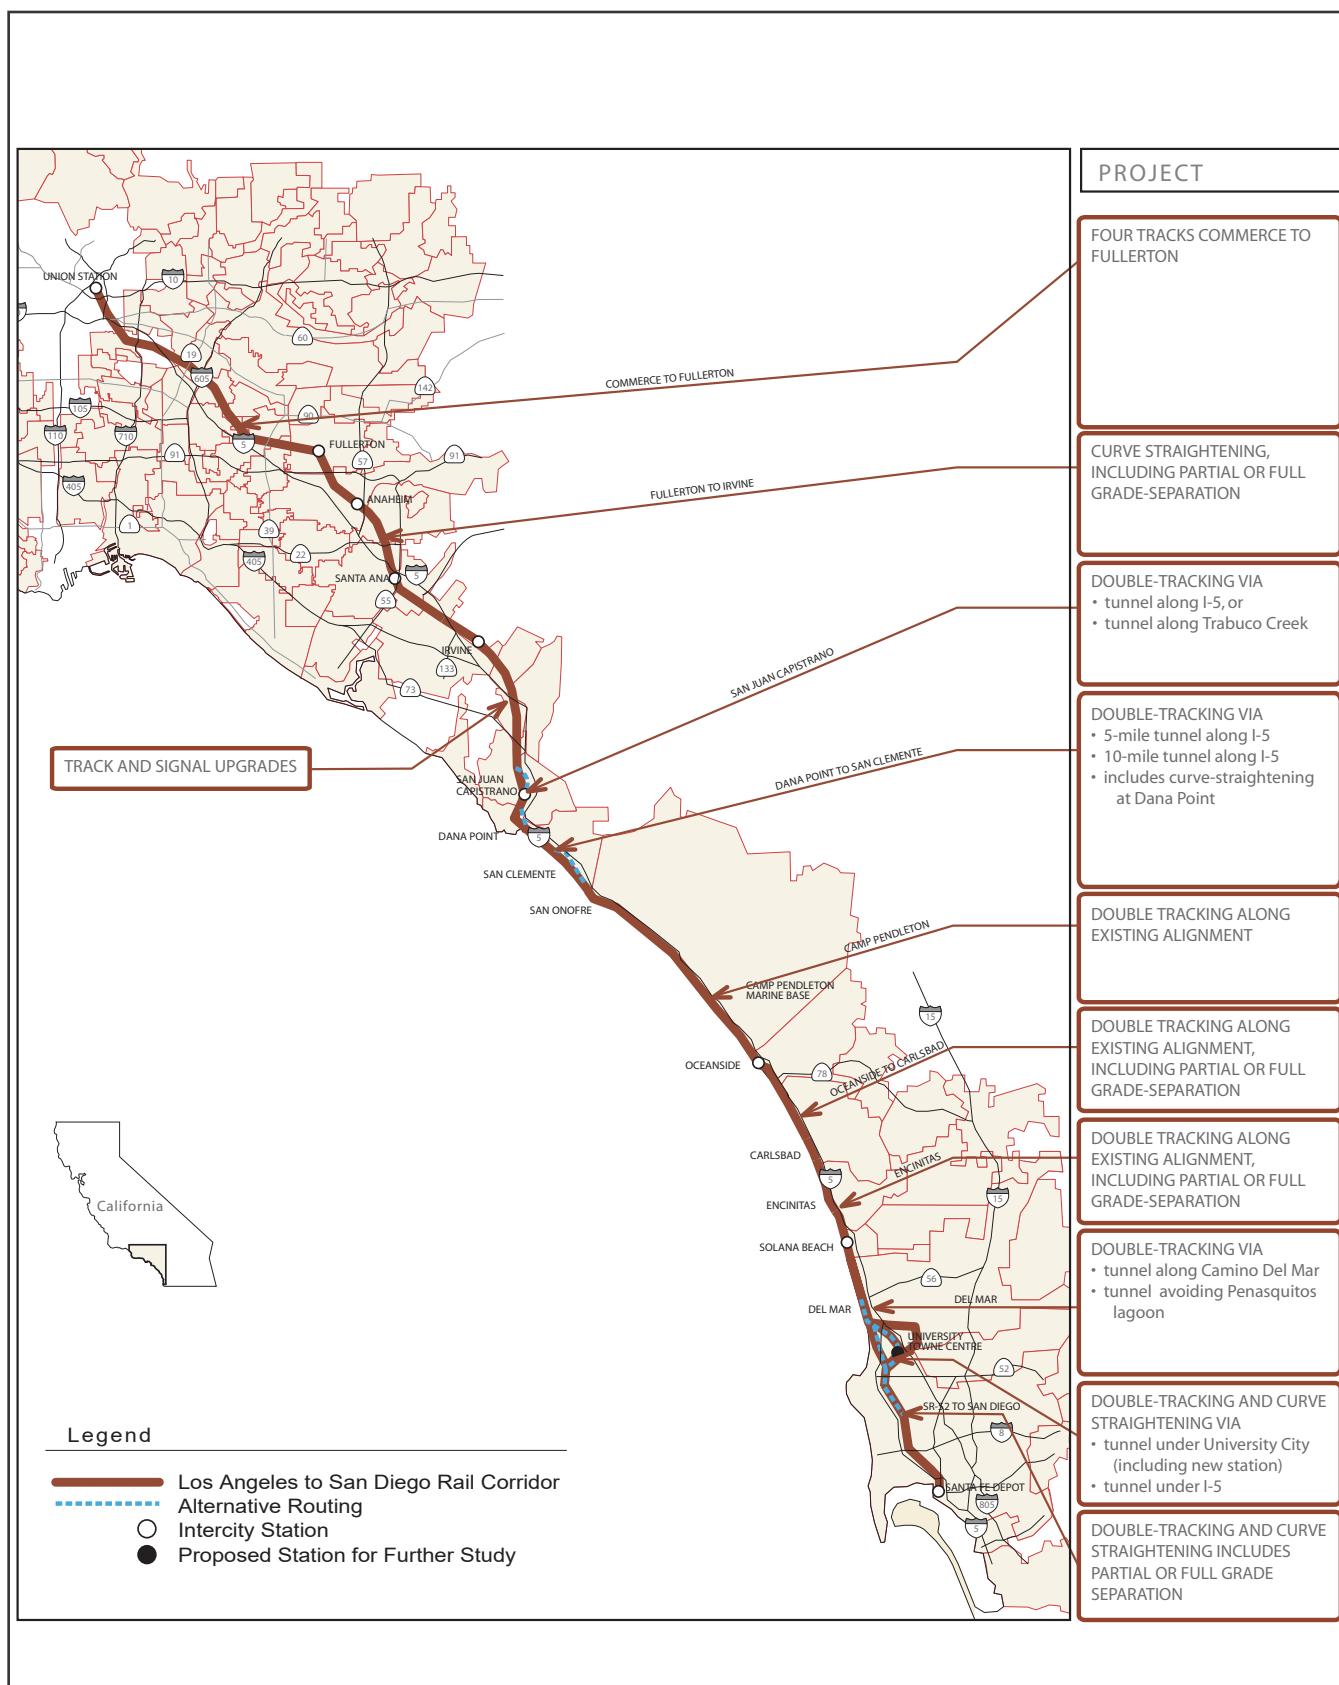 PROJECT
FOUR TRACKS COMMERCE TO
FULLERTON
CURVE STRAIGHTENING,
INCLUDING PARTIAL OR FULL
GRADE-SEPARATION
DOUBLE-TRACKING VIA
• tunnel along I-5, or
• tunnel along Trabuco Creek
DOUBLE-TRACKING VIA
• 5-mile tunnel along I-5
• 10-mile tunnel along I-5
• includes curve-straightening
at Dana Point
DOUBLE TRACKING ALONG
EXISTING ALIGNMENT
DOUBLE TRACKING ALONG
EXISTING ALIGNMENT,
INCLUDING PARTIAL OR FULL
GRADE-SEPARATION
DOUBLE TRACKING ALONG
EXISTING ALIGNMENT,
INCLUDING PARTIAL OR FULL
GRADE-SEPARATION
DOUBLE-TRACKING VIA
• tunnel along Camino Del Mar
• tunnel avoiding Penasquitos
lagoon
DOUBLE-TRACKING AND CURVE
STRAIGHTENING VIA
• tunnel under University City
(including new station)
• tunnel under I-5
DOUBLE-TRACKING AND CURVE
STRAIGHTENING INCLUDES
PARTIAL OR FULL GRADE
SEPARATION
TRACK AND SIGNAL UPGRADES
UNION STATION
10
60
19
605
142
105
90
110
710
5
FULLERTON
91
57
91
405
ANAHEIM
1
39
22
405
SANTA ANA
5
55
IRVINE
133
73
SAN JUAN
CAPISTRANO
DANA POINT
5
SAN CLEMENTE
SAN ONOFRE
CAMP PENDLETON
MARINE BASE
15
OCEANSIDE
78
CARLSBAD
5
15
ENCINITAS
SOLANA BEACH
56
DEL MAR
DEL MAR
UNIVERSITY
TOWNE CENTRE
52
SR-52 TO SAN DIEGO
8
SANTA FE DEPOT
805
5
COMMERCE TO FULLERTON
FULLERTON TO IRVINE
SAN JUAN CAPISTRANO
DANA POINT TO SAN CLEMENTE
CAMP PENDLETON
OCEANSIDE TO CARLSBAD
ENCINITAS
California
Legend
Los Angeles to San Diego Rail Corridor
Alternative Routing
Intercity Station
Proposed Station for Further Study